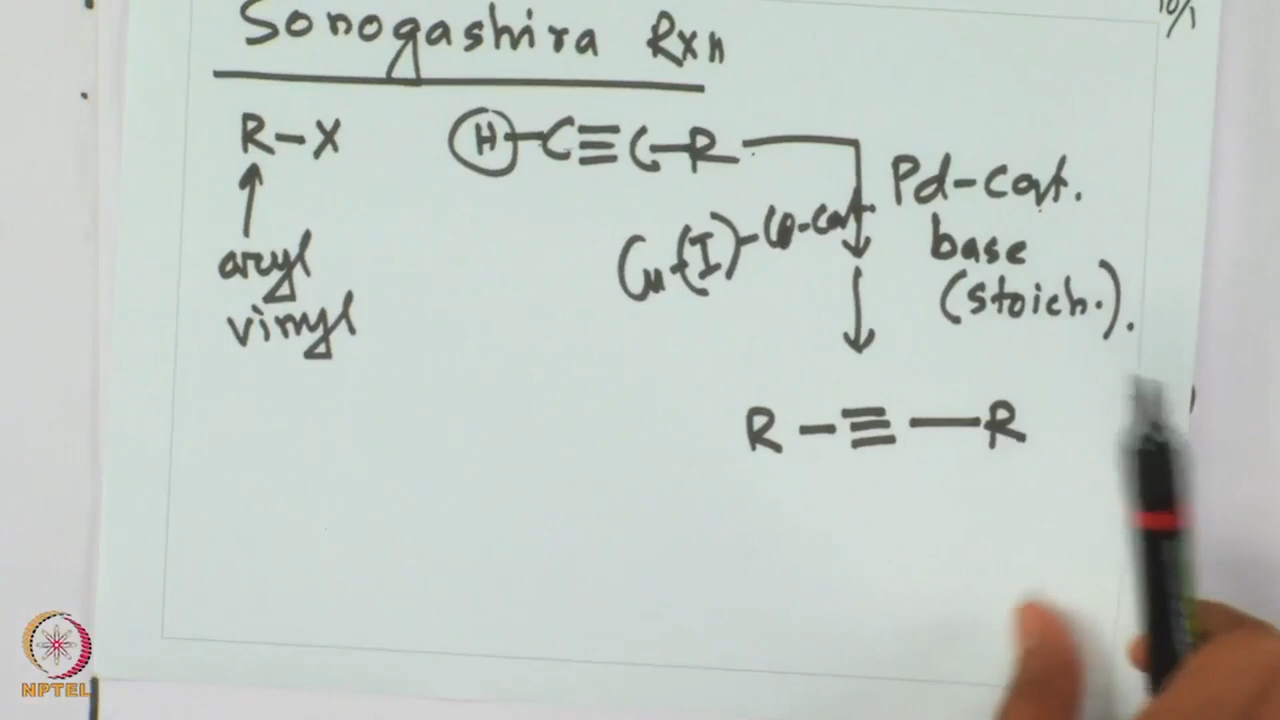 Sonogashira Rxn
R-X H-C≡C-R
Pd-cat.
Cu(I)-co-cat
base
(stoich.).
aryl
vinyl
R-≡-R
NPTEL